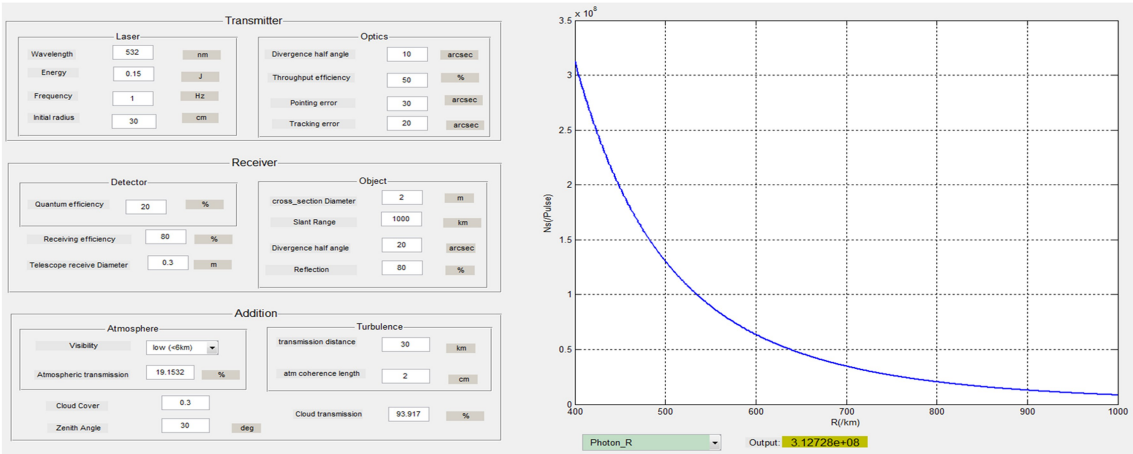 Transmitter
Laser
Wavelength 532 nm
Energy 0.15 J
Frequency 1 Hz
Initial radius 30 cm
Optics
Divergence half angle 10 arcsec
Throughput efficiency 50 %
Pointing error 30 arcsec
Tracking error 20 arcsec
Receiver
Detector
Quantum efficiency 20 %
Receiving efficiency 80 %
Telescope receive Diameter 0.3 m
Object
cross_section Diameter 2 m
Slant Range 1000 km
Divergence half angle 20 arcsec
Reflection 80 %
Addition
Atmosphere
Visibility low (<6km)
Atmospheric transmission 19.1532 %
Cloud Cover 0.3
Zenith Angle 30 deg
Turbulence
transmission distance 30 km
atm coherence length 2 cm
Cloud transmission 93.917 %
x 10^8
3.5
3
2.5
2
1.5
1
0.5
0
Ns(/Pulse)
400 500 600 700 800 900 1000
R(/km)
Photon_R Output: 3.12728e+08